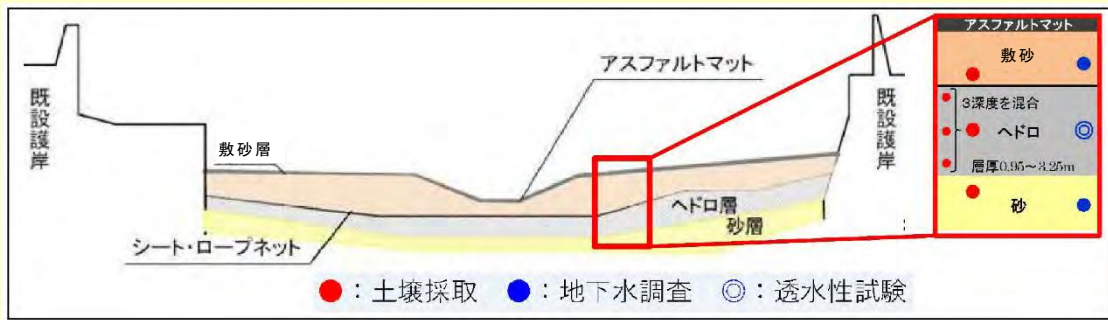 既設護岸
敷砂層
シート・ロープネット
アスファルトマット
ヘドロ層
砂層
既設護岸
アスファルトマット
敷砂
3深度を混合
ヘドロ
層厚0.95~3.25m
砂
●：土壌採取 ●：地下水調査 ◎：透水性試験